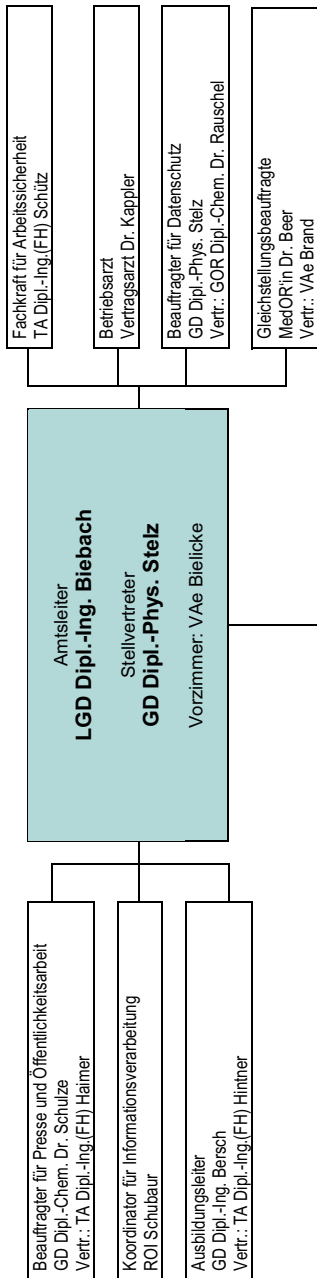 Beauftragter für Presse und Öffentlichkeitsarbeit
GD Dipl.-Chem. Dr. Schulze
Vertr.: TA Dipl.-Ing.(FH) Haimer
Koordinator für Informationsverarbeitung
ROI Schubaur
Ausbildungsleiter
GD Dipl.-Ing. Bersch
Vertr.: TA Dipl.-Ing.(FH) Hintner
Amtsleiter
LGD Dipl.-Ing. Biebach
Stellvertreter
GD Dipl.-Phys. Stelz
Vorzimmer: VAe Bielicke
Fachkraft für Arbeitssicherheit
TA Dipl.-Ing.(FH) Schütz
Betriebsarzt
Vertragsarzt Dr. Kappler
Beauftragter für Datenschutz
GD Dipl.-Phys. Stelz
Vertr.: GOR Dipl.-Chem. Dr. Rauschel
Gleichstellungsbeauftragte
MedOR'in Dr. Beer
Vertr.: VAe Brand